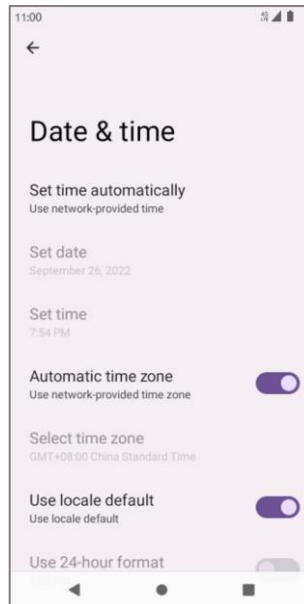 11:00
Date & time
Set time automatically
Use network-provided time
Set date
September 26, 2022
Set time
7:54 PM
Automatic time zone
Use network-provided time zone
Select time zone
GMT+08:00 China Standard Time
Use locale default
Use locale default
Use 24-hour format